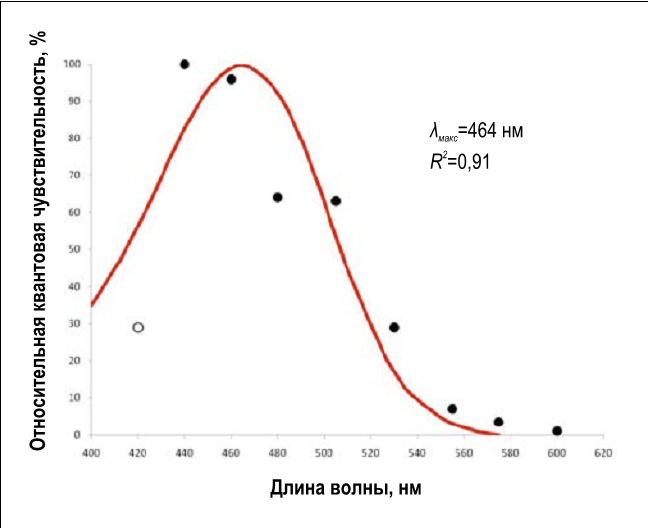 Относительная квантовая чувствительность, %
100
90
80
70
60
50
40
30
20
10
0
λмакс=464 нм
R²=0,91
400 420 440 460 480 500 520 540 560 580 600 620
Длина волны, нм